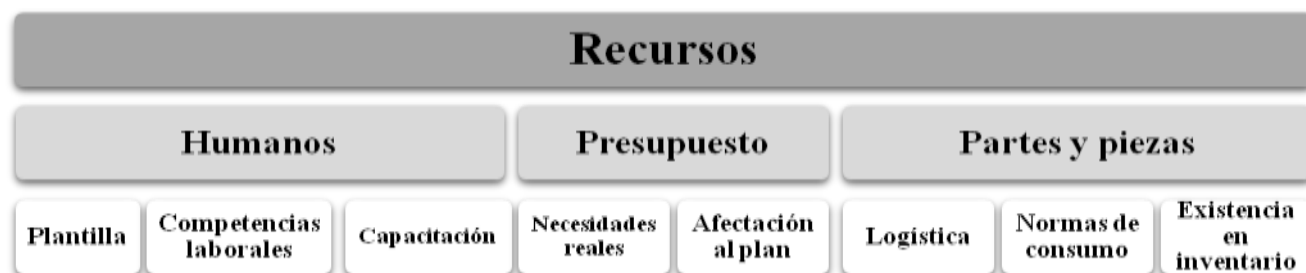 Recursos
Humanos
Presupuesto
Partes y piezas
Plantilla
Competencias
laborales
Capacitación
Necesidades
reales
Afectación
al plan
Logística
Normas de
consumo
Existencia
en
inventario